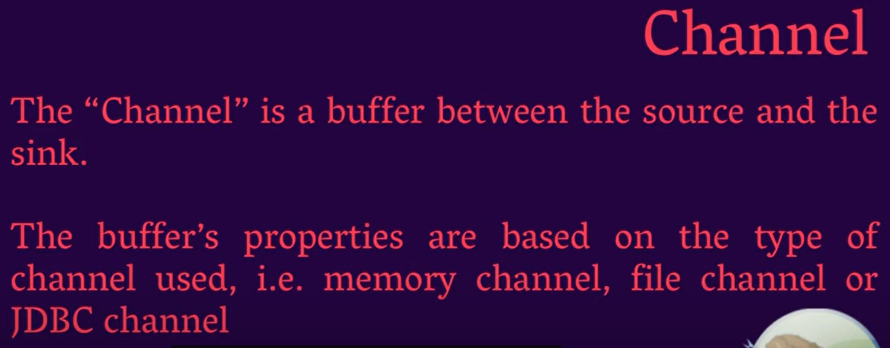 Channel
The “Channel” is a buffer between the source and the
sink.
The buffer’s properties are based on the type of
channel used, i.e. memory channel, file channel or
JDBC channel